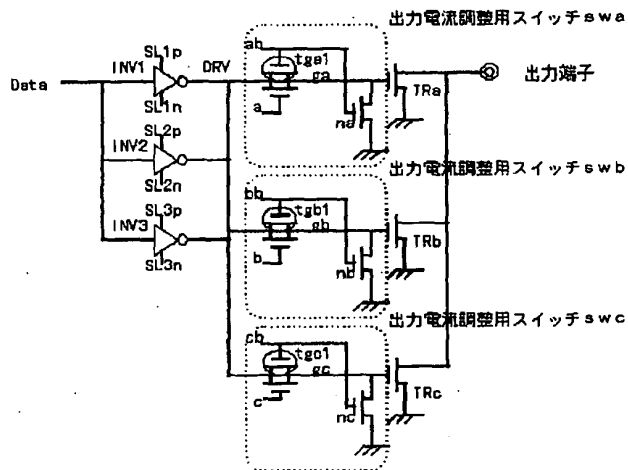 出力電流調整用スイッチswa
SL1p
ab
tga1
出力端子
INV1
DRV
ga
Data
TRa
SL1n
a
na
SL2p
INV2
出力電流調整用スイッチswb
SL2n
bb
tgb1
SL3p
gb
INV3
TRb
SL3n
b
nb
出力電流調整用スイッチswc
cb
tgc1
gc
TRc
c
nc